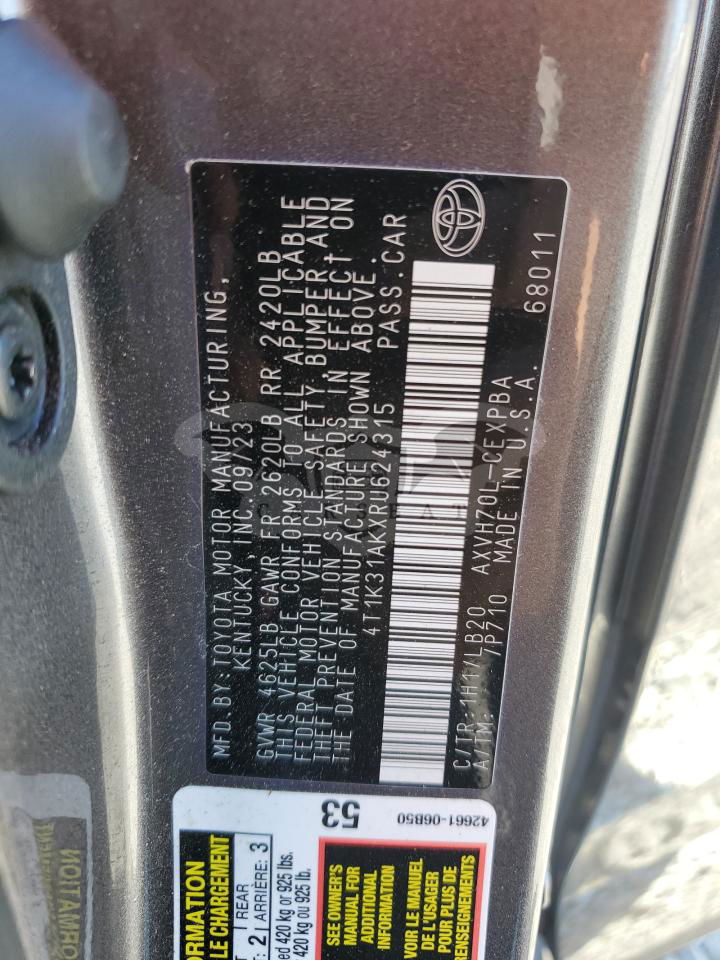 MFD.BY:TOYOTA MOTOR MANUFACTURING,
KENTUCKY, INC. 09/23
GVWR 4625LB GAWR FR 2620LB RR 2420LB
THIS VEHICLE CONFORMS TO ALL APPLICABLE
FEDERAL MOTOR VEHICLE SAFETY, BUMPER, AND
THEFT PREVENTION STANDARDS IN EFFECT ON
THE DATE OF MANUFACTURE SHOWN ABOVE.
4T1K31AKXRU624315 PASS.CAR
C/TR:1H1/LB20 AXVH70L-CEXPBA
A/TM: 7P710 MADE IN U.S.A. 68011
53
42661-06B50
LE CHARGEMENT
2 REAR ARRIÈRE: 3
420 kg or 925 lbs.
420 kg ou 925 lb.
SEE OWNER'S
MANUAL FOR
ADDITIONAL
INFORMATION
VOIR LE MANUEL
DE L'USAGER
POUR PLUS DE
RENSEIGNEMENTS